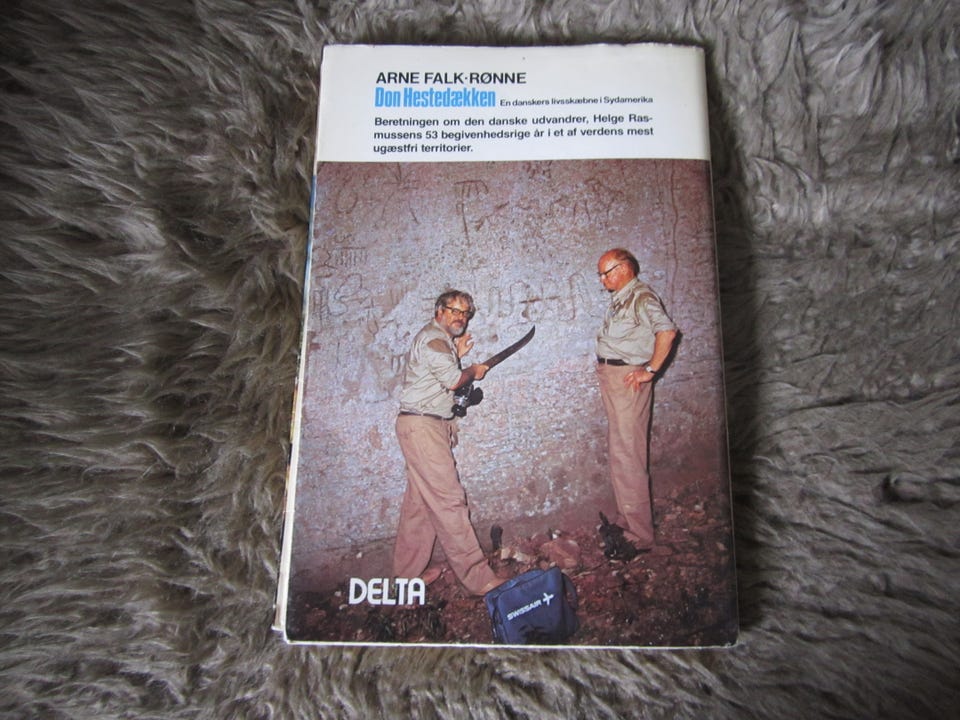 ARNE FALK·RØNNE
Don Hestedækken En danskers livsskæbne i Sydamerika
Beretningen om den danske udvandrer, Helge Ras-
mussens 53 begivenhedsrige år i et af verdens mest
ugæstfri territorier.
DELTA
SWISSAIR